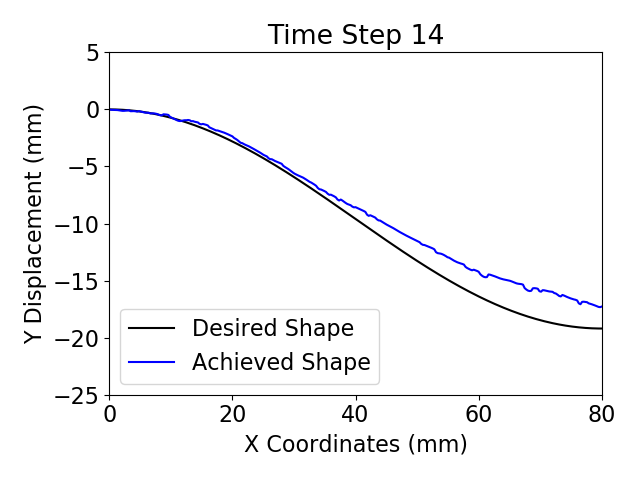 Time Step 14
Y Displacement (mm)
5
0
−5
−10
−15
−20
−25
Desired Shape
Achieved Shape
0 20 40 60 80
X Coordinates (mm)